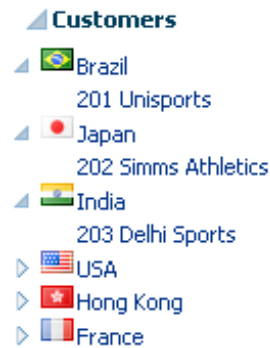 Customers
Brazil
201 Unisports
Japan
202 Simms Athletics
India
203 Delhi Sports
USA
Hong Kong
France